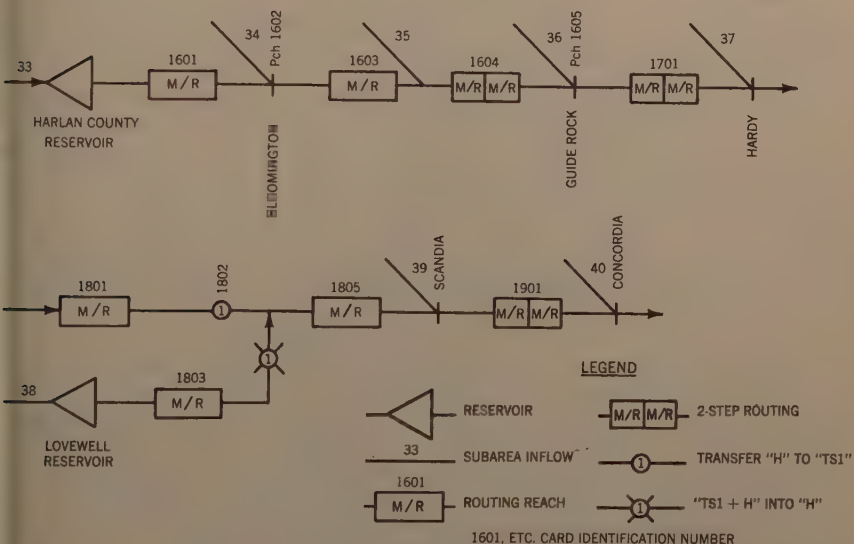 33
HARLAN COUNTY
RESERVOIR
1601
M/R
34
Pch 1602
BLOOMINGTON
1603
M/R
35
1604
M/R M/R
36
Pch 1605
GUIDE ROCK
1701
M/R M/R
37
HARDY
1801
M/R
1802
1
1
38
LOVEWELL
RESERVOIR
1803
M/R
1805
M/R
39
SCANDIA
1901
M/R M/R
40
CONCORDIA
LEGEND
RESERVOIR
M/R M/R 2-STEP ROUTING
33 SUBAREA INFLOW
1 TRANSFER "H" TO "TS1"
1601
M/R ROUTING REACH
1 "TS1 + H" INTO "H"
1601, ETC. CARD IDENTIFICATION NUMBER